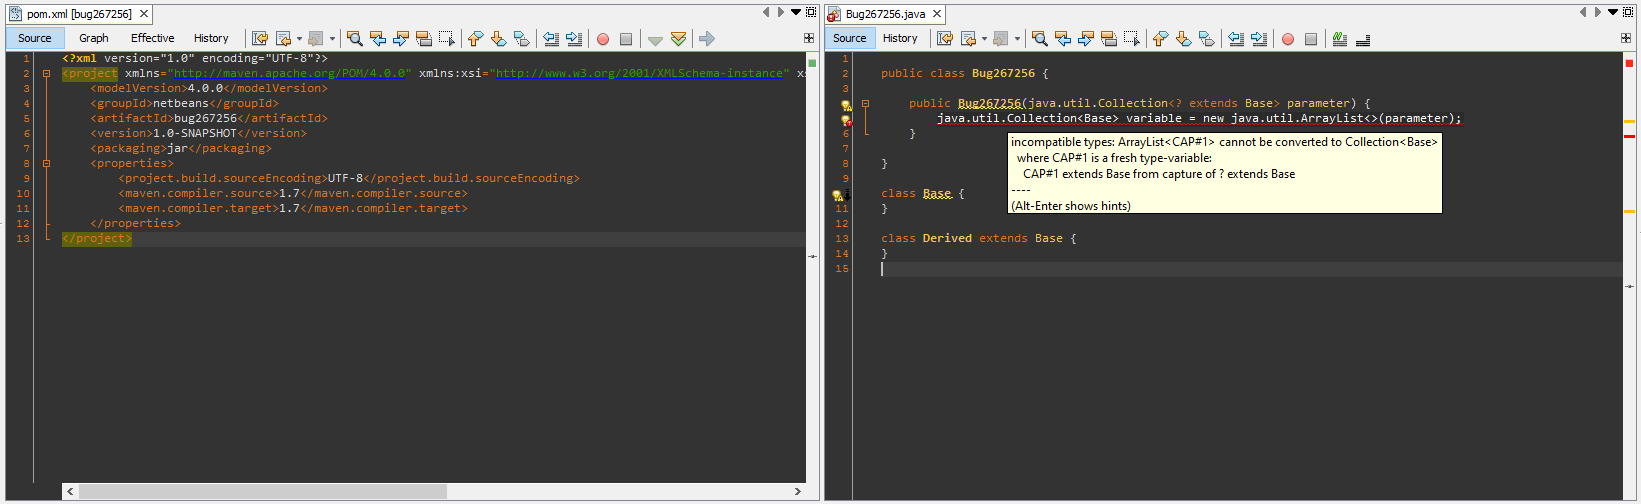 pom.xml [bug267256]
Source Graph Effective History
1 <?xml version="1.0" encoding="UTF-8"?>
2 <project xmlns="http://maven.apache.org/POM/4.0.0" xmlns:xsi="http://www.w3.org/2001/XMLSchema-instance" xs
3 <modelVersion>4.0.0</modelVersion>
4 <groupId>netbeans</groupId>
5 <artifactId>bug267256</artifactId>
6 <version>1.0-SNAPSHOT</version>
7 <packaging>jar</packaging>
8 <properties>
9 <project.build.sourceEncoding>UTF-8</project.build.sourceEncoding>
10 <maven.compiler.source>1.7</maven.compiler.source>
11 <maven.compiler.target>1.7</maven.compiler.target>
12 </properties>
13 </project>
Bug267256.java
Source History
1
2 public class Bug267256 {
3
public Bug267256(java.util.Collection<? extends Base> parameter) {
java.util.Collection<Base> variable = new java.util.ArrayList<>(parameter);
6 }
7
8 }
9
class Base {
11 }
12
13 class Derived extends Base {
14 }
15
incompatible types: ArrayList<CAP#1> cannot be converted to Collection<Base>
where CAP#1 is a fresh type-variable:
CAP#1 extends Base from capture of ? extends Base
----
(Alt-Enter shows hints)